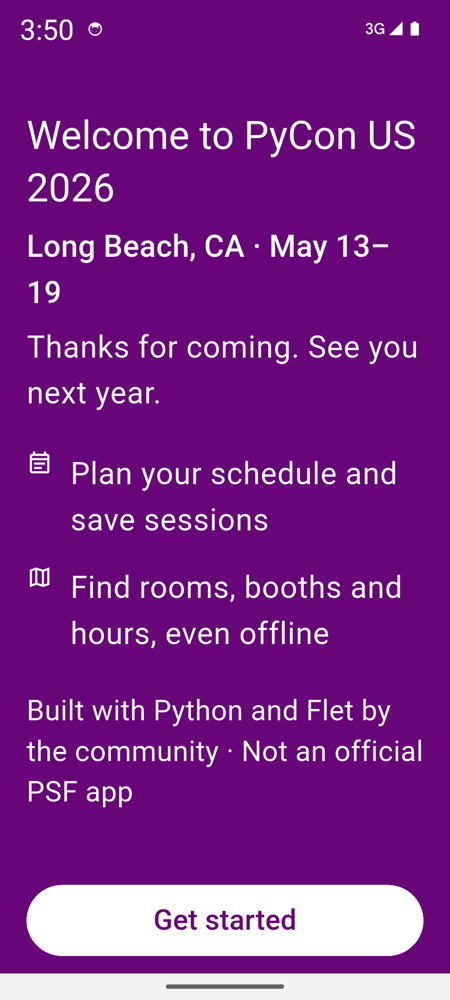 3:50
3G
Welcome to PyCon US
2026
Long Beach, CA · May 13–
19
Thanks for coming. See you
next year.
Plan your schedule and
save sessions
Find rooms, booths and
hours, even offline
Built with Python and Flet by
the community · Not an official
PSF app
Get started